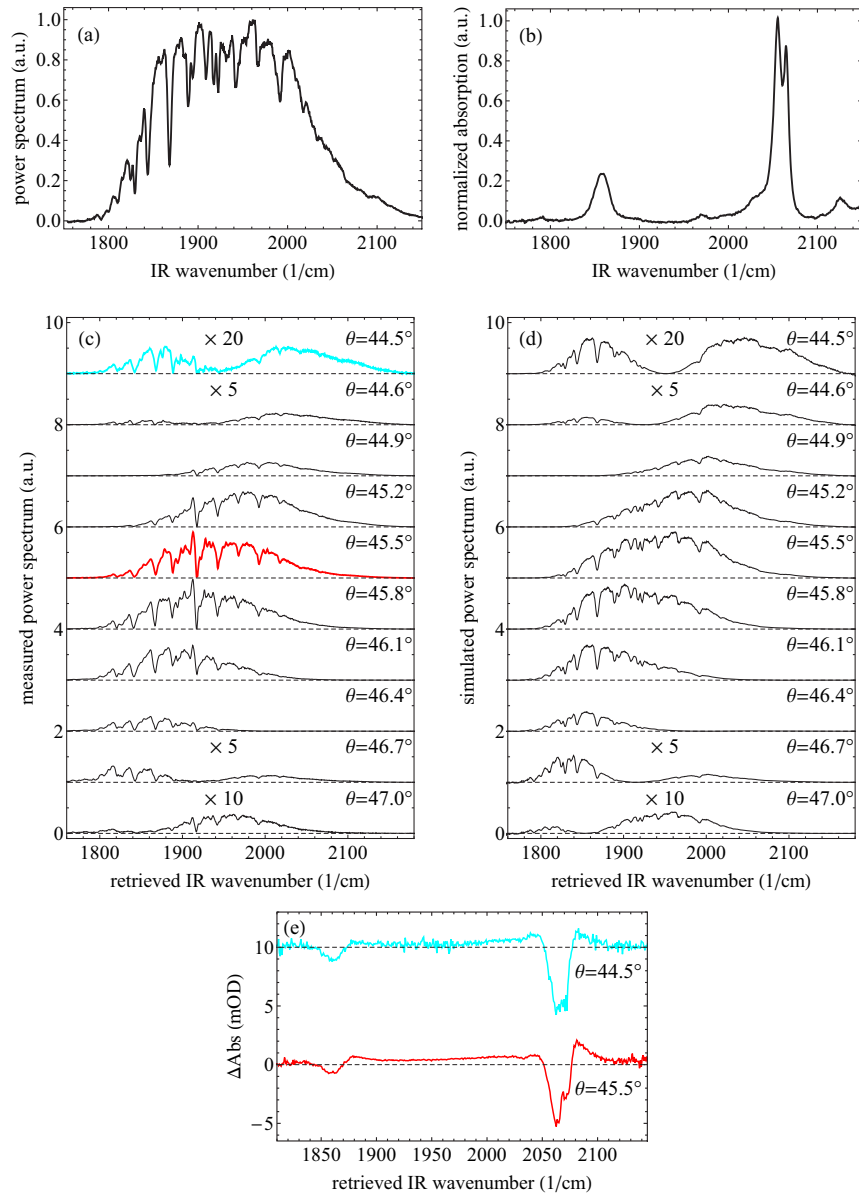 (a)
power spectrum (a.u.)
1.0
0.8
0.6
0.4
0.2
0.0
1800 1900 2000 2100
IR wavenumber (1/cm)
(b)
normalized absorption (a.u.)
1.0
0.8
0.6
0.4
0.2
0.0
1800 1900 2000 2100
IR wavenumber (1/cm)
(c)
measured power spectrum (a.u.)
10
8
6
4
2
0
× 20 θ=44.5°
× 5 θ=44.6°
θ=44.9°
θ=45.2°
θ=45.5°
θ=45.8°
θ=46.1°
θ=46.4°
× 5 θ=46.7°
× 10 θ=47.0°
1800 1900 2000 2100
retrieved IR wavenumber (1/cm)
(d)
simulated power spectrum (a.u.)
10
8
6
4
2
0
× 20 θ=44.5°
× 5 θ=44.6°
θ=44.9°
θ=45.2°
θ=45.5°
θ=45.8°
θ=46.1°
θ=46.4°
× 5 θ=46.7°
× 10 θ=47.0°
1800 1900 2000 2100
retrieved IR wavenumber (1/cm)
(e)
ΔAbs (mOD)
10
5
0
−5
θ=44.5°
θ=45.5°
1850 1900 1950 2000 2050 2100
retrieved IR wavenumber (1/cm)